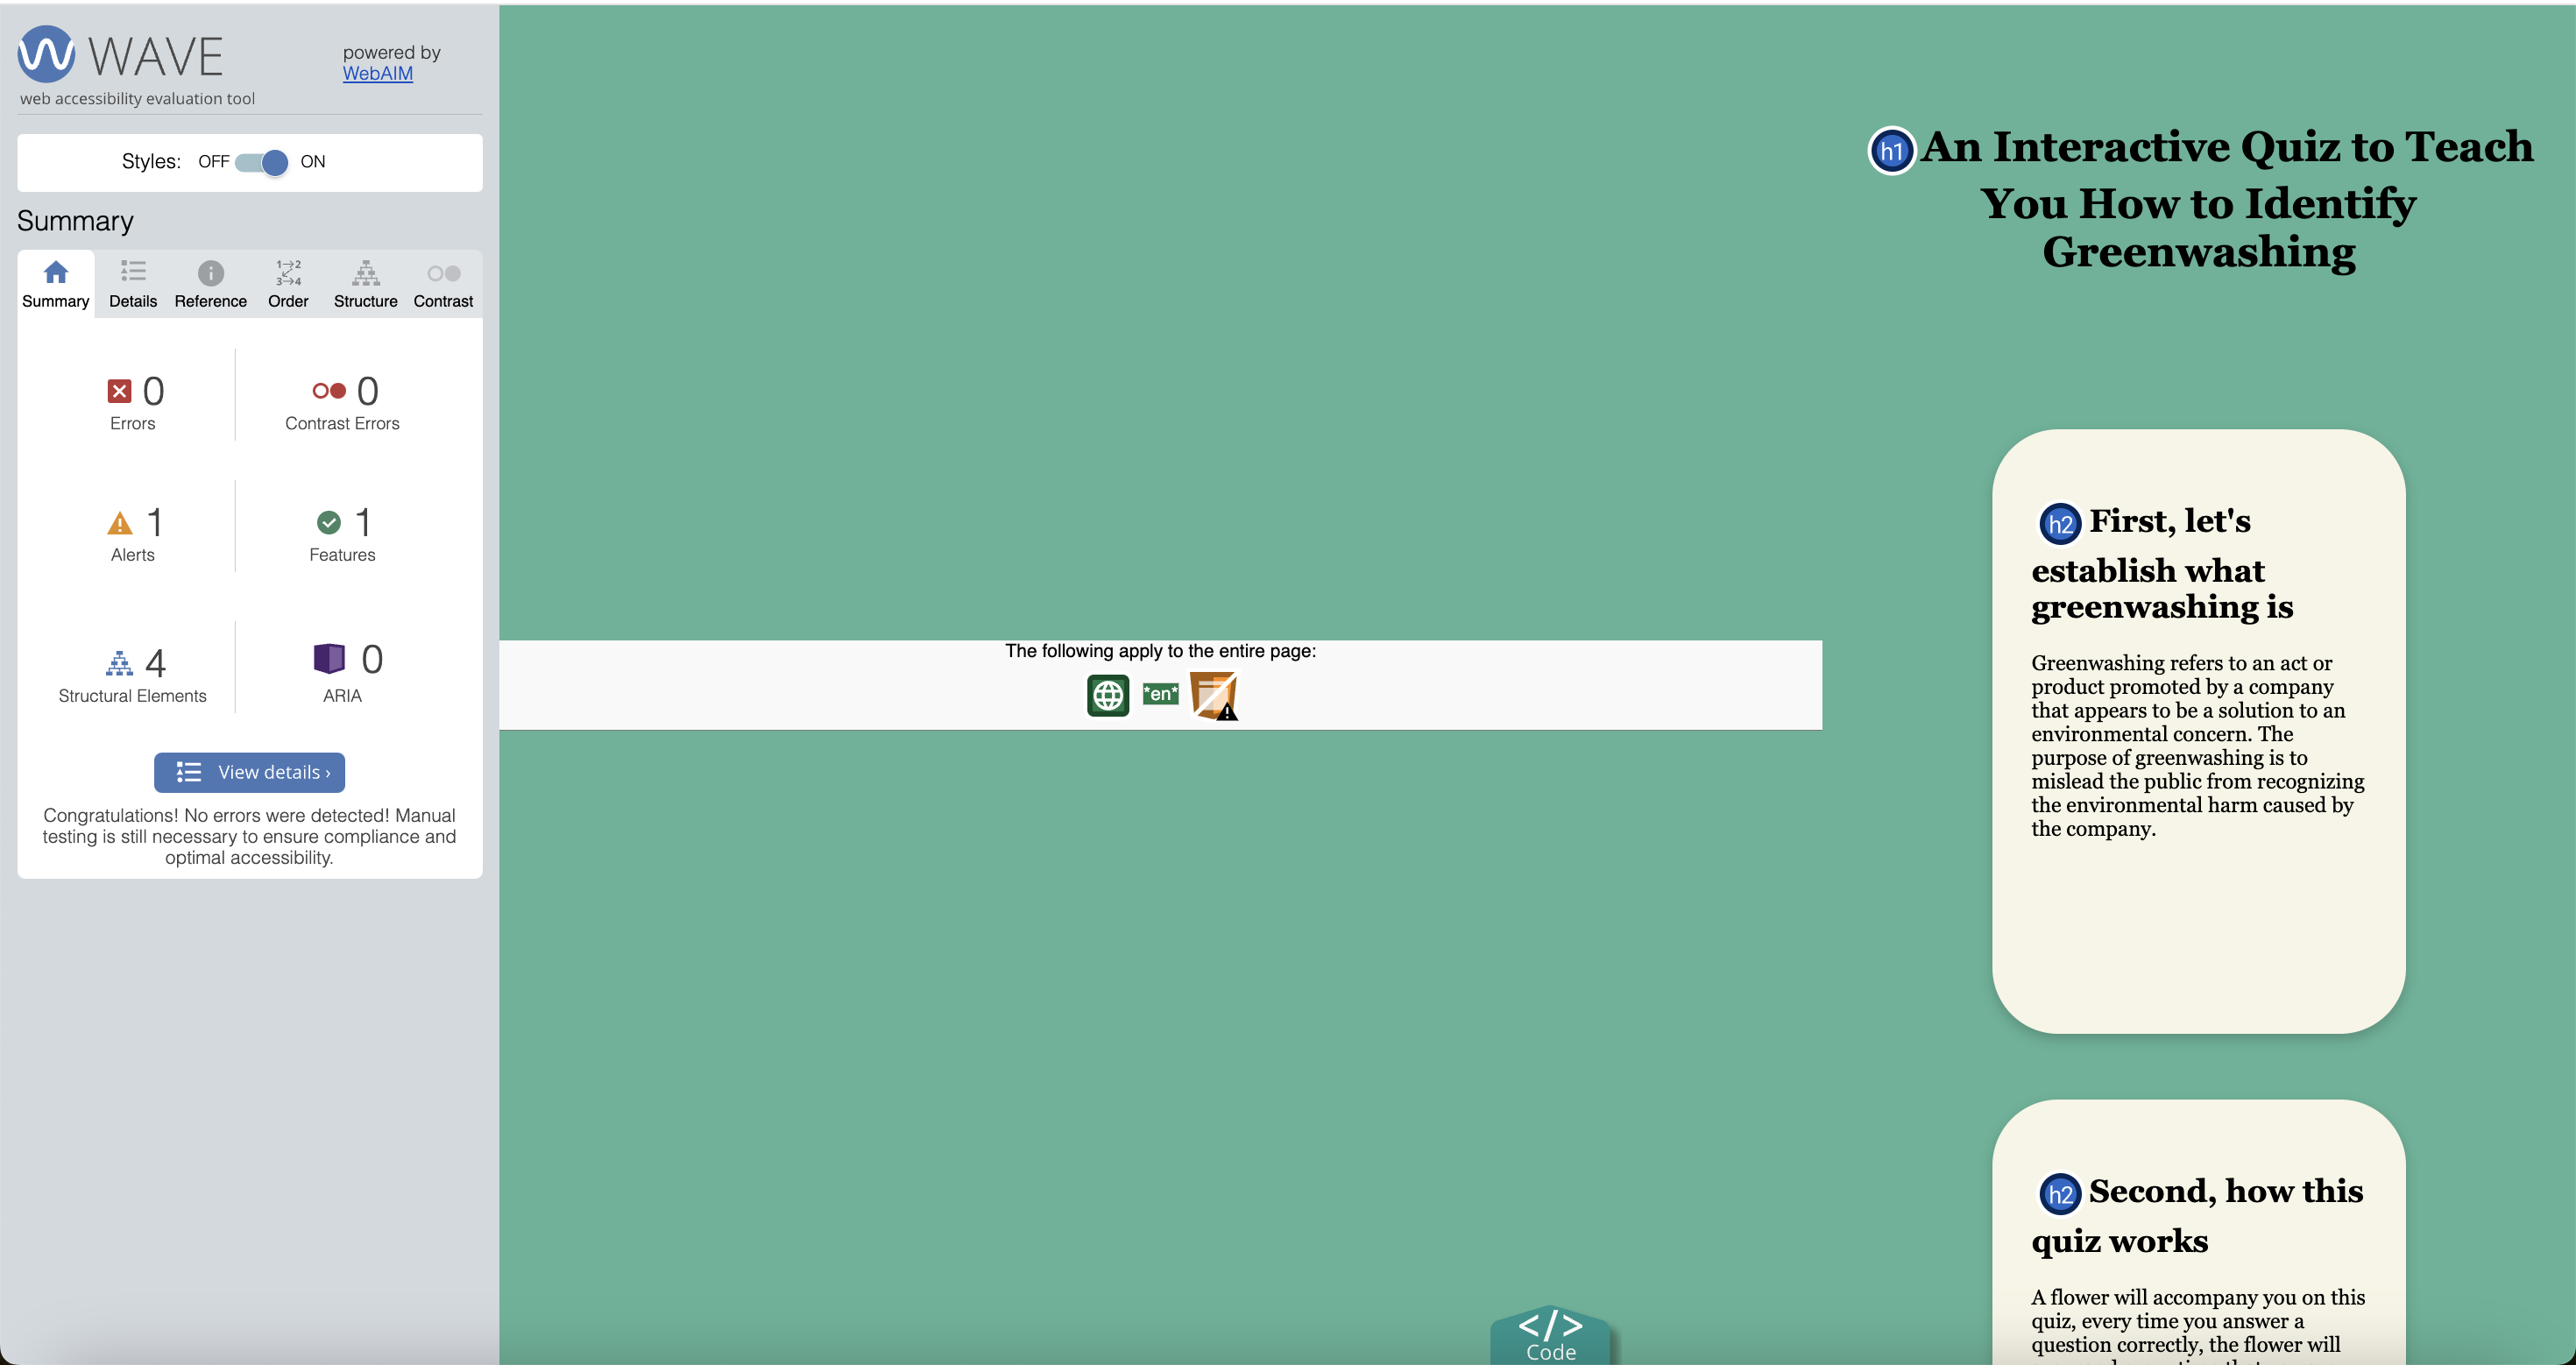 WAVE
powered by
WebAIM
web accessibility evaluation tool
Styles: OFF ON
Summary
1→2
3→4
Summary Details Reference Order Structure Contrast
0
Errors
0
Contrast Errors
1
Alerts
1
Features
4
Structural Elements
0
ARIA
View details ›
Congratulations! No errors were detected! Manual
testing is still necessary to ensure compliance and
optimal accessibility.
The following apply to the entire page:
*en*
</>
Code
h1 An Interactive Quiz to Teach
You How to Identify
Greenwashing
h2 First, let's
establish what
greenwashing is
Greenwashing refers to an act or
product promoted by a company
that appears to be a solution to an
environmental concern. The
purpose of greenwashing is to
mislead the public from recognizing
the environmental harm caused by
the company.
h2 Second, how this
quiz works
A flower will accompany you on this
quiz, every time you answer a
question correctly, the flower will